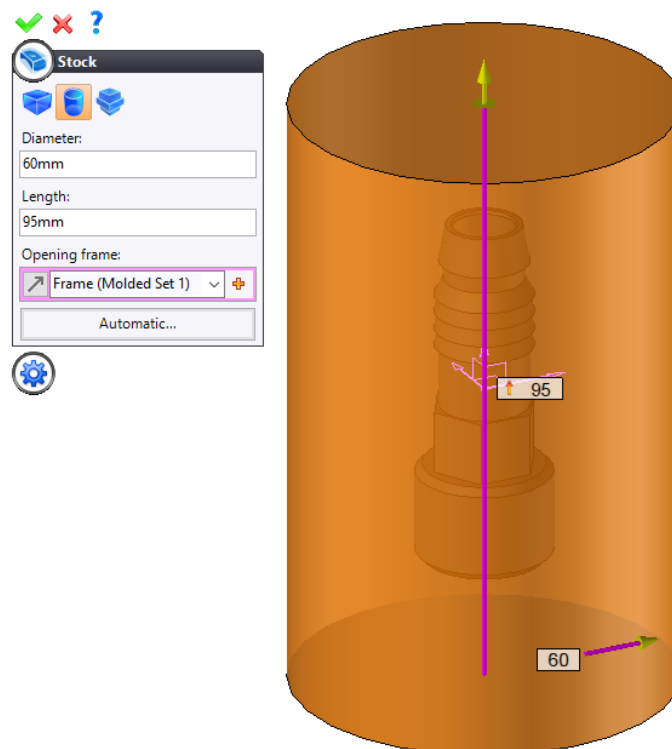 ?
Stock
Diameter:
60mm
Length:
95mm
Opening frame:
Frame (Molded Set 1)
Automatic...
95
60